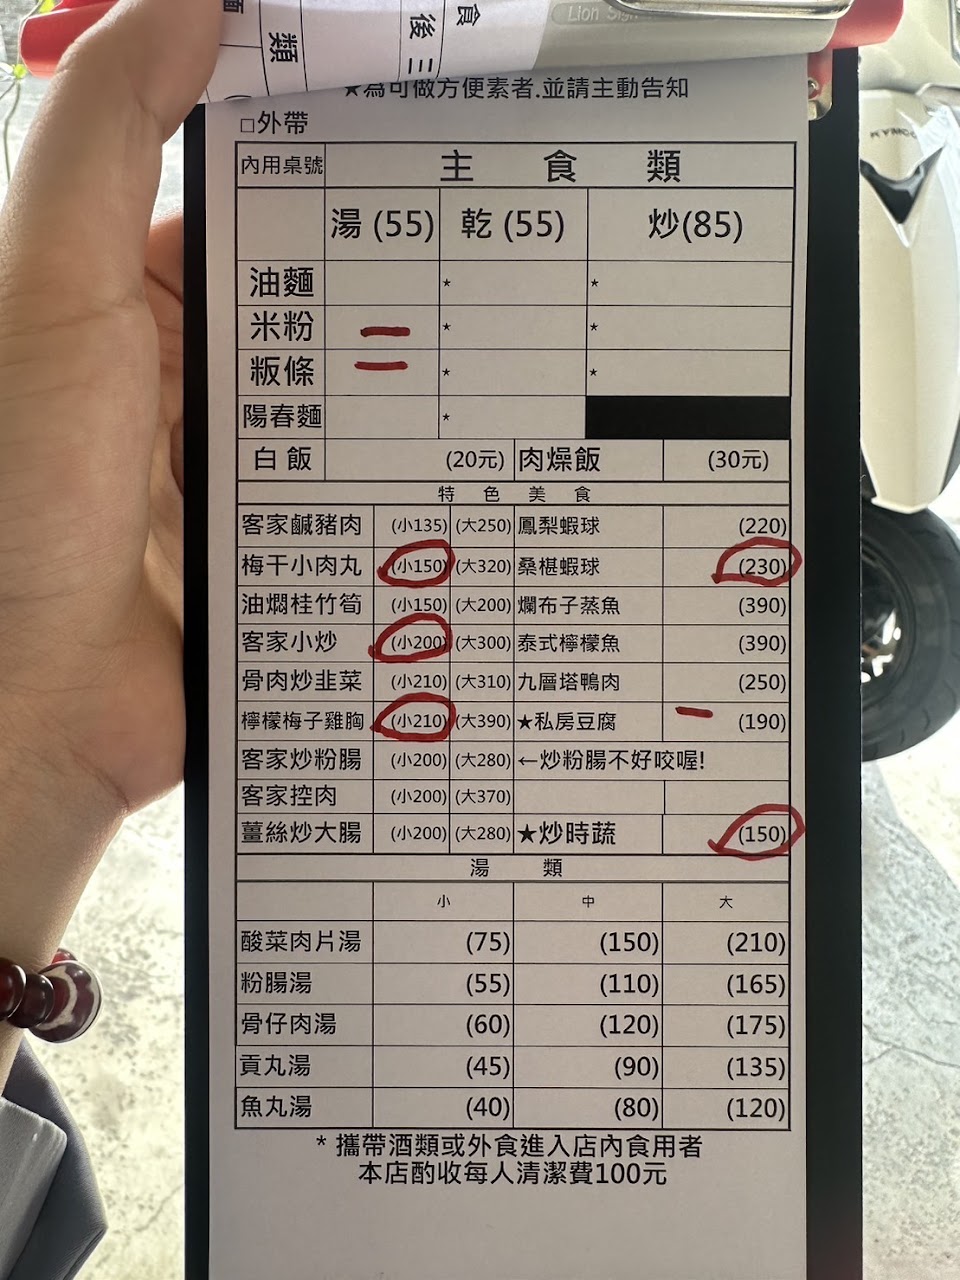 食
後三
類
麵
Lion
KYMCO
★為可做方便素者.並請主動告知
□外帶
內用桌號 主 食 類
湯 (55) 乾 (55) 炒(85)
油麵 * *
米粉 一 * *
粄條 一 * *
陽春麵 *
白 飯 (20元) 肉燥飯 (30元)
特 色 美 食
客家鹹豬肉 (小135) (大250) 鳳梨蝦球 (220)
梅干小肉丸 (小150) (大320) 桑椹蝦球 (230)
油燜桂竹筍 (小150) (大200) 爛布子蒸魚 (390)
客家小炒 (小200) (大300) 泰式檸檬魚 (390)
骨肉炒韭菜 (小210) (大310) 九層塔鴨肉 (250)
檸檬梅子雞胸 (小210) (大390) ★私房豆腐 一 (190)
客家炒粉腸 (小200) (大280) ←炒粉腸不好咬喔!
客家控肉 (小200) (大370)
薑絲炒大腸 (小200) (大280) ★炒時蔬 (150)
湯 類
小 中 大
酸菜肉片湯 (75) (150) (210)
粉腸湯 (55) (110) (165)
骨仔肉湯 (60) (120) (175)
貢丸湯 (45) (90) (135)
魚丸湯 (40) (80) (120)
* 攜帶酒類或外食進入店內食用者
本店酌收每人清潔費100元